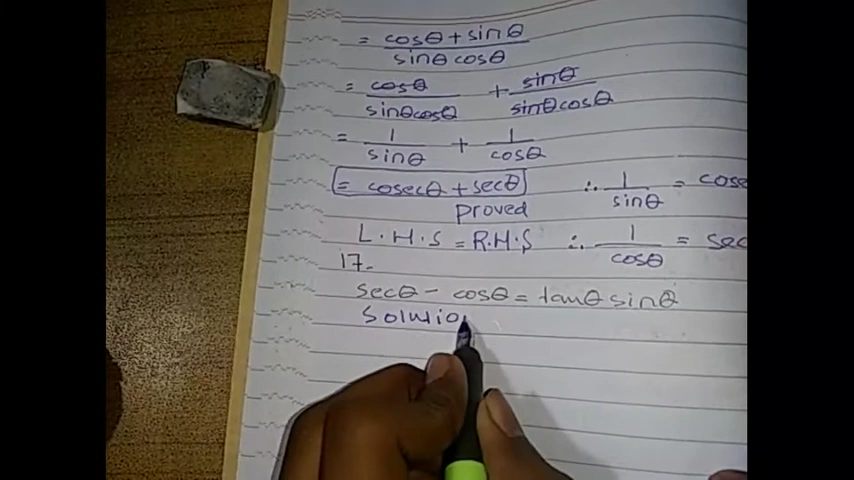 = cosθ + sinθ / sinθ cosθ
= cosθ / sinθcosθ + sinθ / sinθcosθ
= 1 / sinθ + 1 / cosθ
= cosecθ + secθ ∴ 1 / sinθ = cose
Proved
L.H.S = R.H.S ∴ 1 / cosθ = sec
17.
secθ - cosθ = tanθ sinθ
Solutio